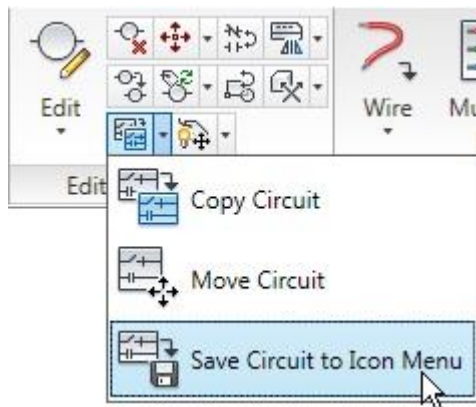 Edit
Wire
Mu
Edit
Copy Circuit
Move Circuit
Save Circuit to Icon Menu